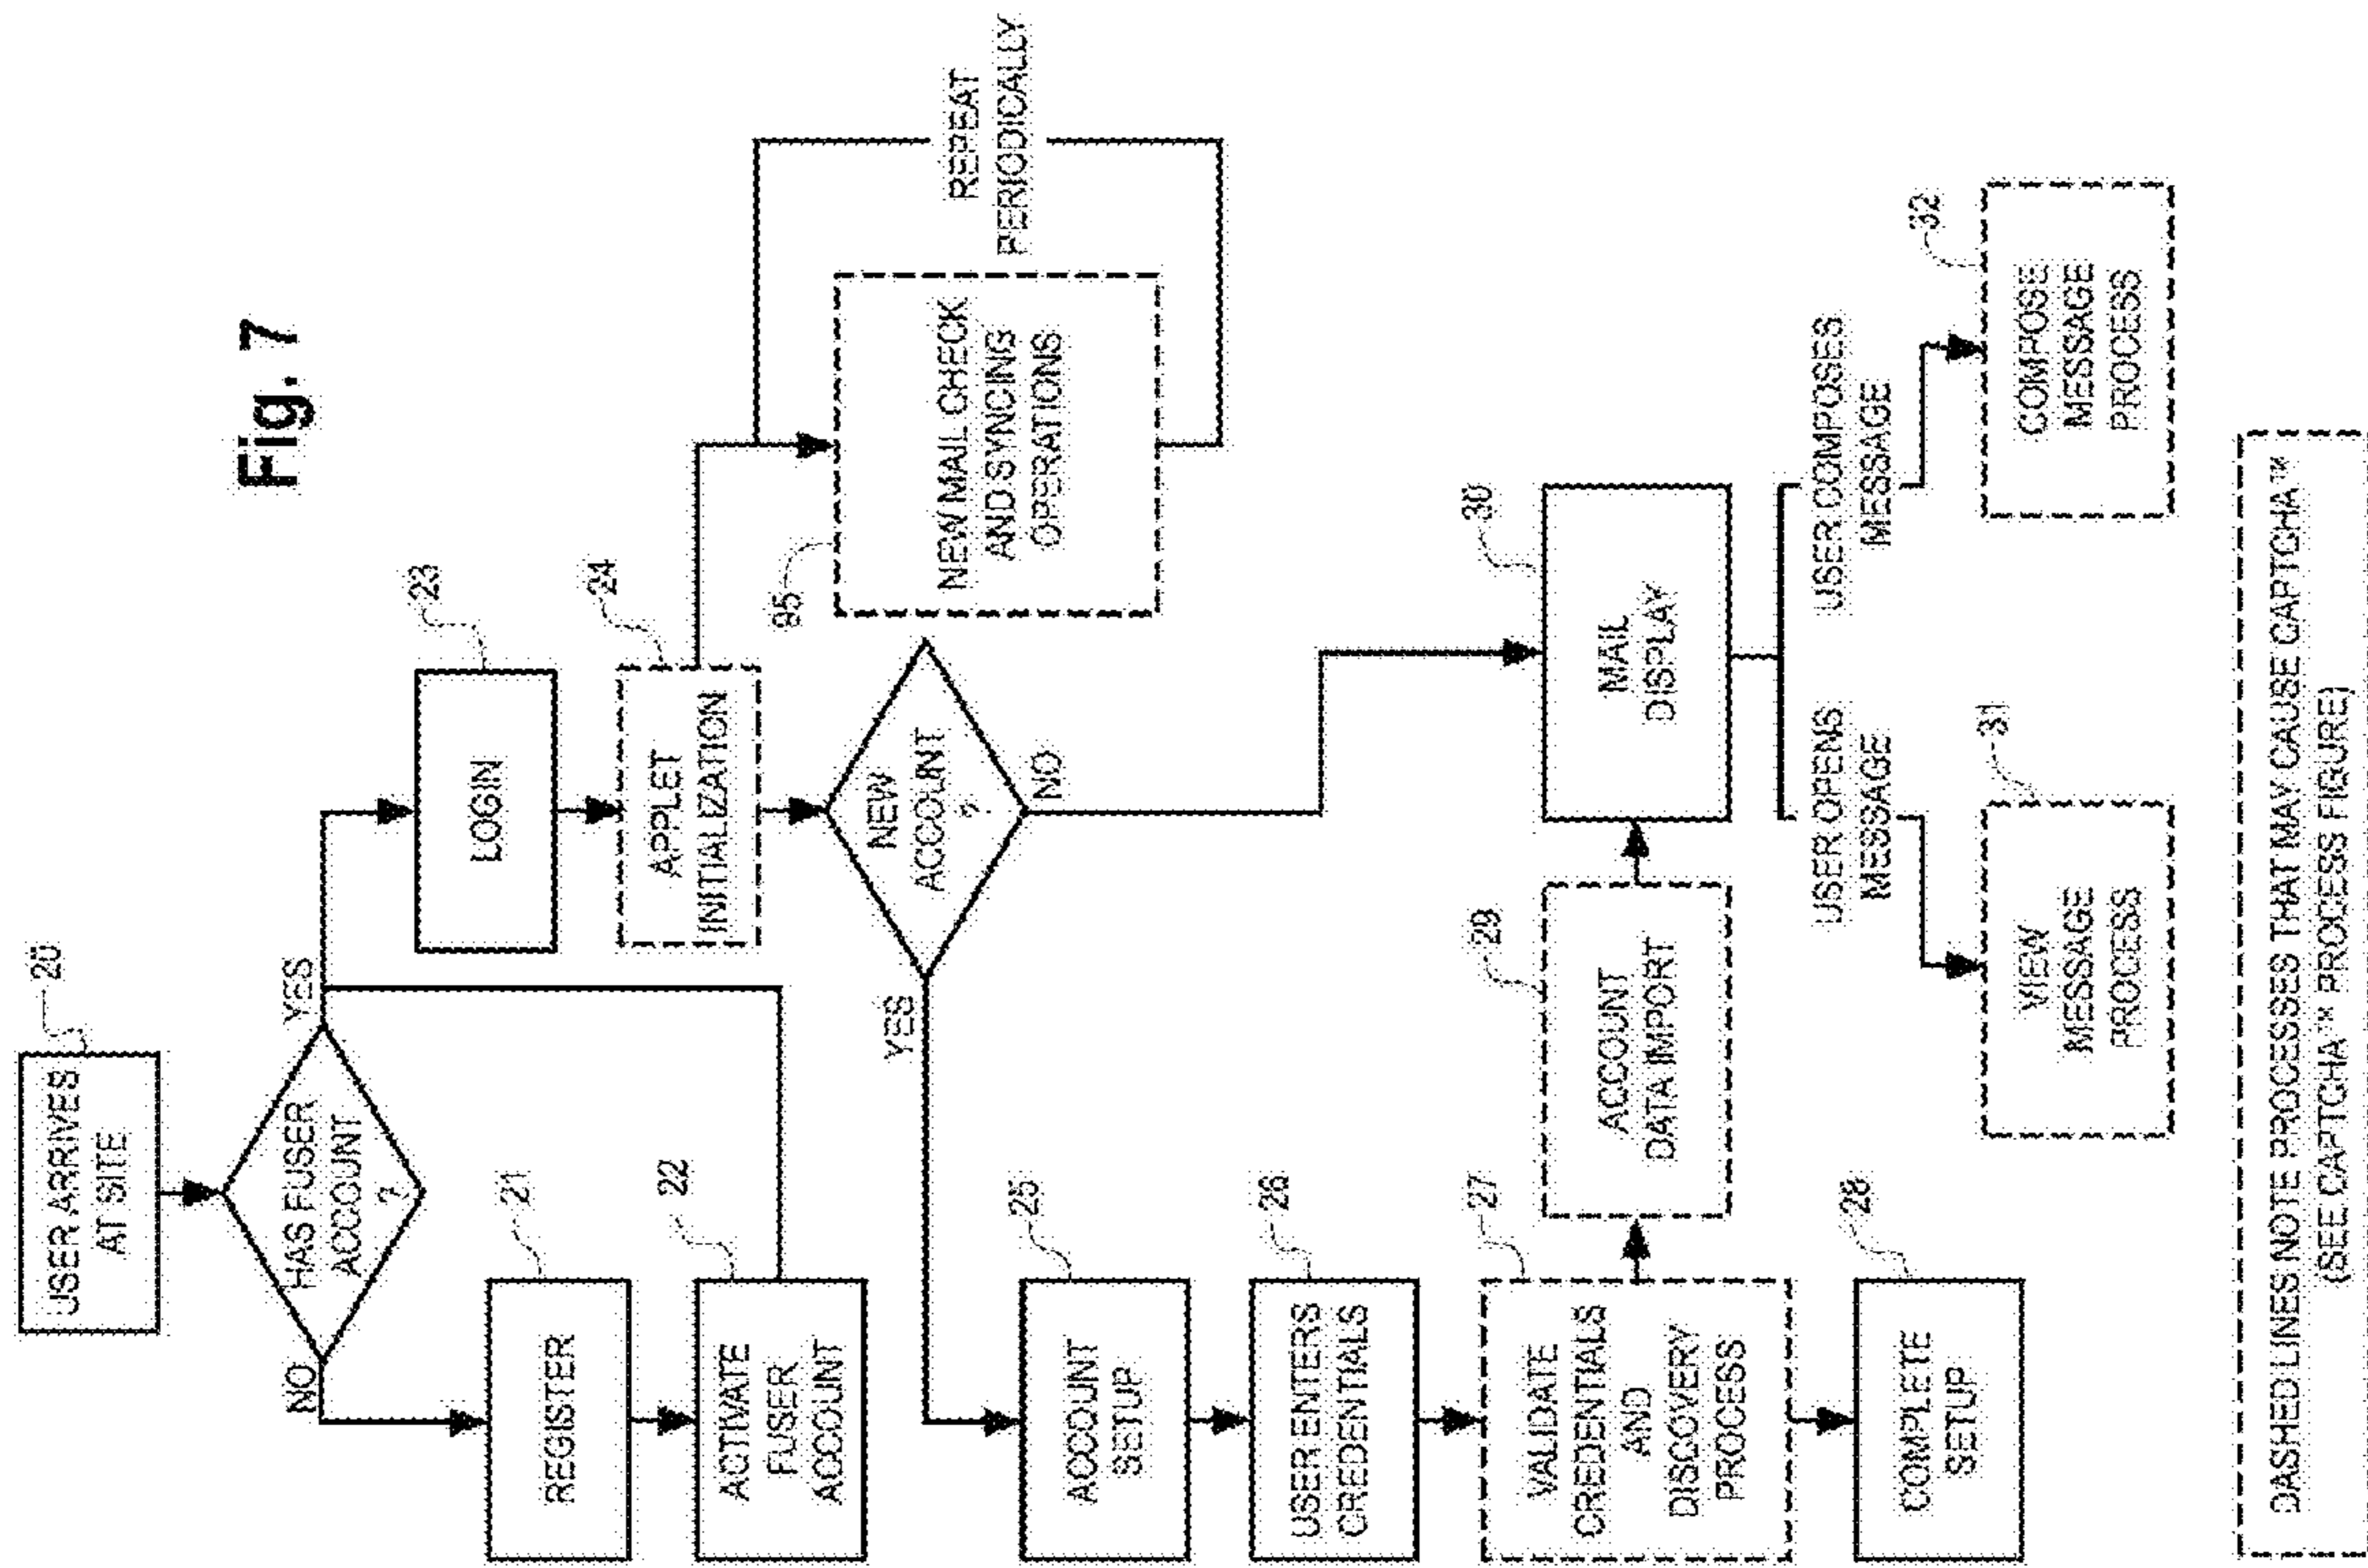 Fig. 7
USER ARRIVES
AT SITE
20
HAS FUSER
ACCOUNT
?
NO
YES
REGISTER
21
ACTIVATE
FUSER
ACCOUNT
22
LOGIN
23
APPLET
INITIALIZATION
24
NEW MAIL CHECK
AND SYNCING
OPERATIONS
95
REPEAT
PERIODICALLY
NEW
ACCOUNT
?
YES
NO
ACCOUNT
SETUP
25
USER ENTERS
CREDENTIALS
26
VALIDATE
CREDENTIALS
AND
DISCOVERY
PROCESS
27
COMPLETE
SETUP
28
ACCOUNT
DATA IMPORT
29
MAIL
DISPLAY
30
USER OPENS
MESSAGE
USER COMPOSES
MESSAGE
VIEW
MESSAGE
PROCESS
31
COMPOSE
MESSAGE
PROCESS
32
DASHED LINES NOTE PROCESSES THAT MAY CAUSE CAPTCHA™
(SEE CAPTCHA™ PROCESS FIGURE)